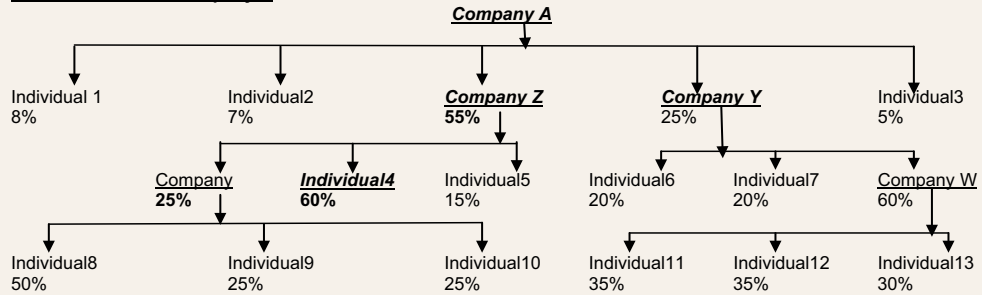 Company A
Individual 1 Individual2 Company Z Company Y Individual3
8% 7% 55% 25% 5%
Company Individual4 Individual5 Individual6 Individual7 Company W
25% 60% 15% 20% 20% 60%
Individual8 Individual9 Individual10 Individual11 Individual12 Individual13
50% 25% 25% 35% 35% 30%